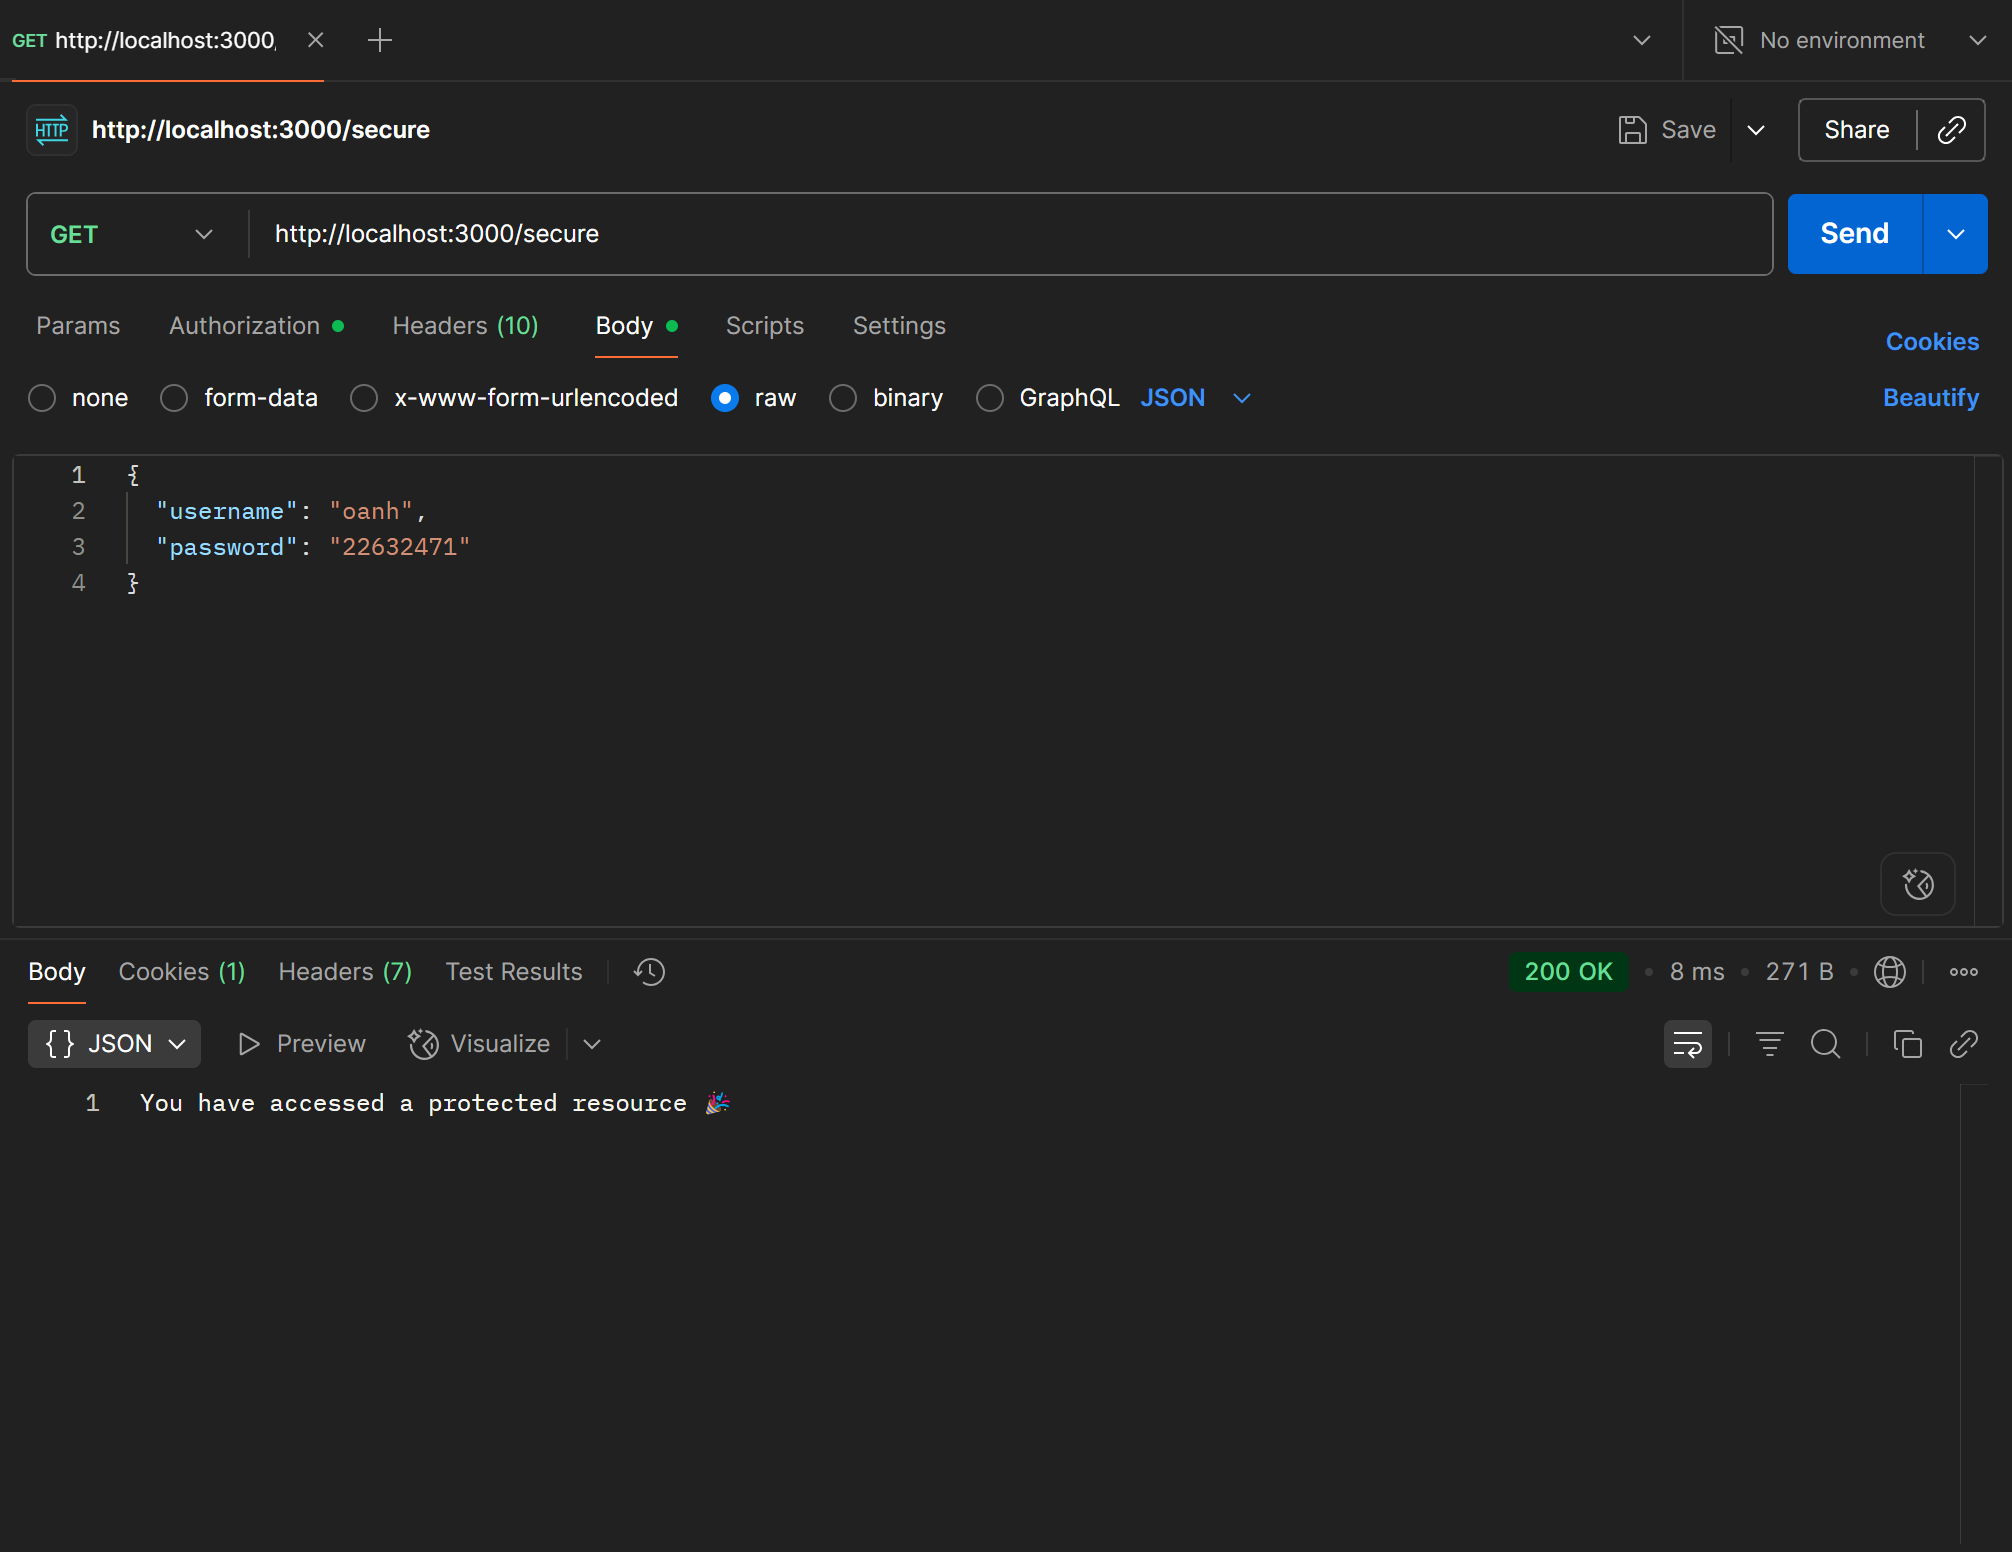 GET http://localhost:3000,
No environment
HTTP http://localhost:3000/secure
Save
Share
GET http://localhost:3000/secure
Send
Params Authorization Headers (10) Body Scripts Settings
Cookies
none form-data x-www-form-urlencoded raw binary GraphQL JSON
Beautify
1 {
2 "username": "oanh",
3 "password": "22632471"
4 }
Body Cookies (1) Headers (7) Test Results
200 OK • 8 ms • 271 B
{} JSON Preview Visualize
1 You have accessed a protected resource 🎉